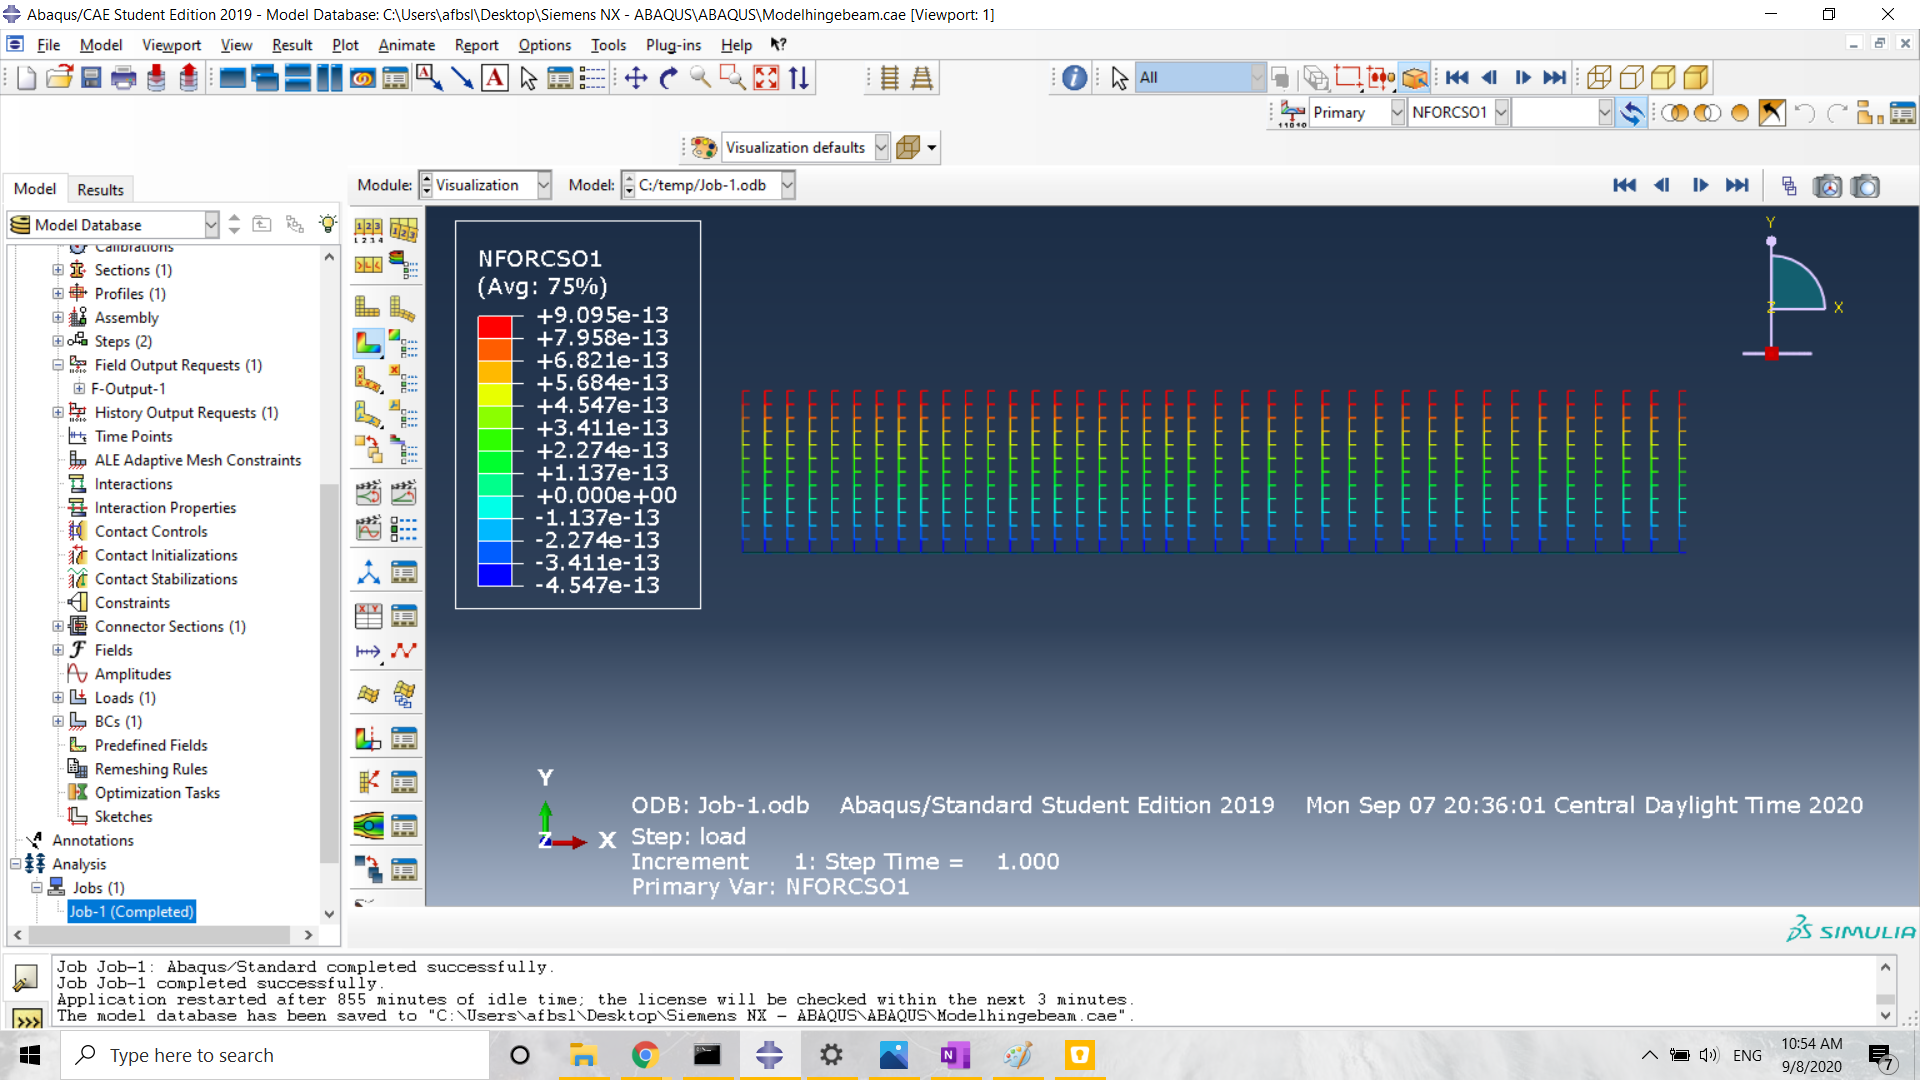 Abaqus/CAE Student Edition 2019 - Model Database: C:\Users\afbsl\Desktop\Siemens NX - ABAQUS\ABAQUS\Modelhingebeam.cae [Viewport: 1]
File Model Viewport View Result Plot Animate Report Options Tools Plug-ins Help
All
Primary NFORCSO1
Visualization defaults
Model Results
Module: Visualization Model: C:/temp/Job-1.odb
Model Database
Calibrations
Sections (1)
Profiles (1)
Assembly
Steps (2)
Field Output Requests (1)
F-Output-1
History Output Requests (1)
Time Points
ALE Adaptive Mesh Constraints
Interactions
Interaction Properties
Contact Controls
Contact Initializations
Contact Stabilizations
Constraints
Connector Sections (1)
Fields
Amplitudes
Loads (1)
BCs (1)
Predefined Fields
Remeshing Rules
Optimization Tasks
Sketches
Annotations
Analysis
Jobs (1)
Job-1 (Completed)
NFORCSO1
(Avg: 75%)
+9.095e-13
+7.958e-13
+6.821e-13
+5.684e-13
+4.547e-13
+3.411e-13
+2.274e-13
+1.137e-13
+0.000e+00
-1.137e-13
-2.274e-13
-3.411e-13
-4.547e-13
Y
Z
X
Y
Z
X
ODB: Job-1.odb Abaqus/Standard Student Edition 2019 Mon Sep 07 20:36:01 Central Daylight Time 2020
Step: load
Increment 1: Step Time = 1.000
Primary Var: NFORCSO1
SIMULIA
Job Job-1: Abaqus/Standard completed successfully.
Job Job-1 completed successfully.
Application restarted after 855 minutes of idle time; the license will be checked within the next 3 minutes.
The model database has been saved to "C:\Users\afbsl\Desktop\Siemens NX - ABAQUS\ABAQUS\Modelhingebeam.cae".
Type here to search
ENG
10:54 AM
9/8/2020
7